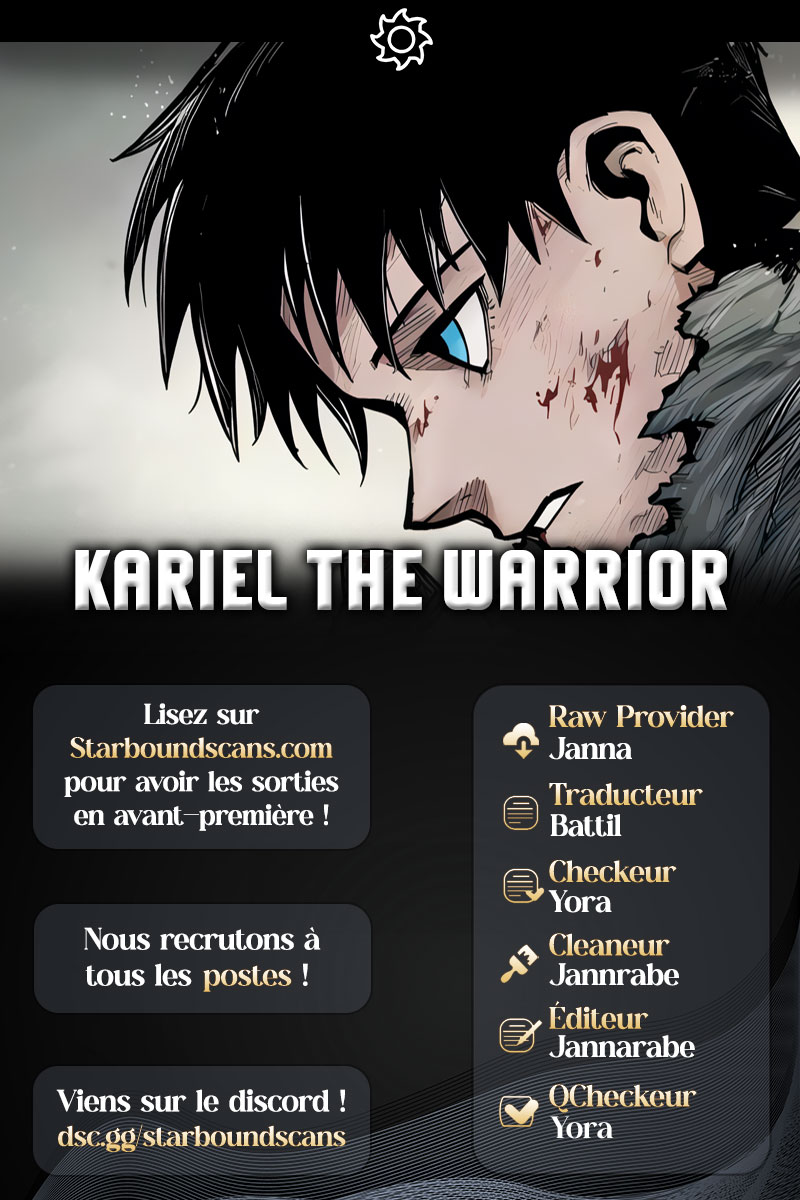 KARIEL THE WARRIOR
Lisez sur
Starboundscans.com
pour avoir les sorties
en avant-première !
Nous recrutons à
tous les postes !
Viens sur le discord !
dsc.gg/starboundscans
Raw Provider
Janna
Traducteur
Battil
Checkeur
Yora
Cleaneur
Jannrabe
Éditeur
Jannarabe
QCheckeur
Yora